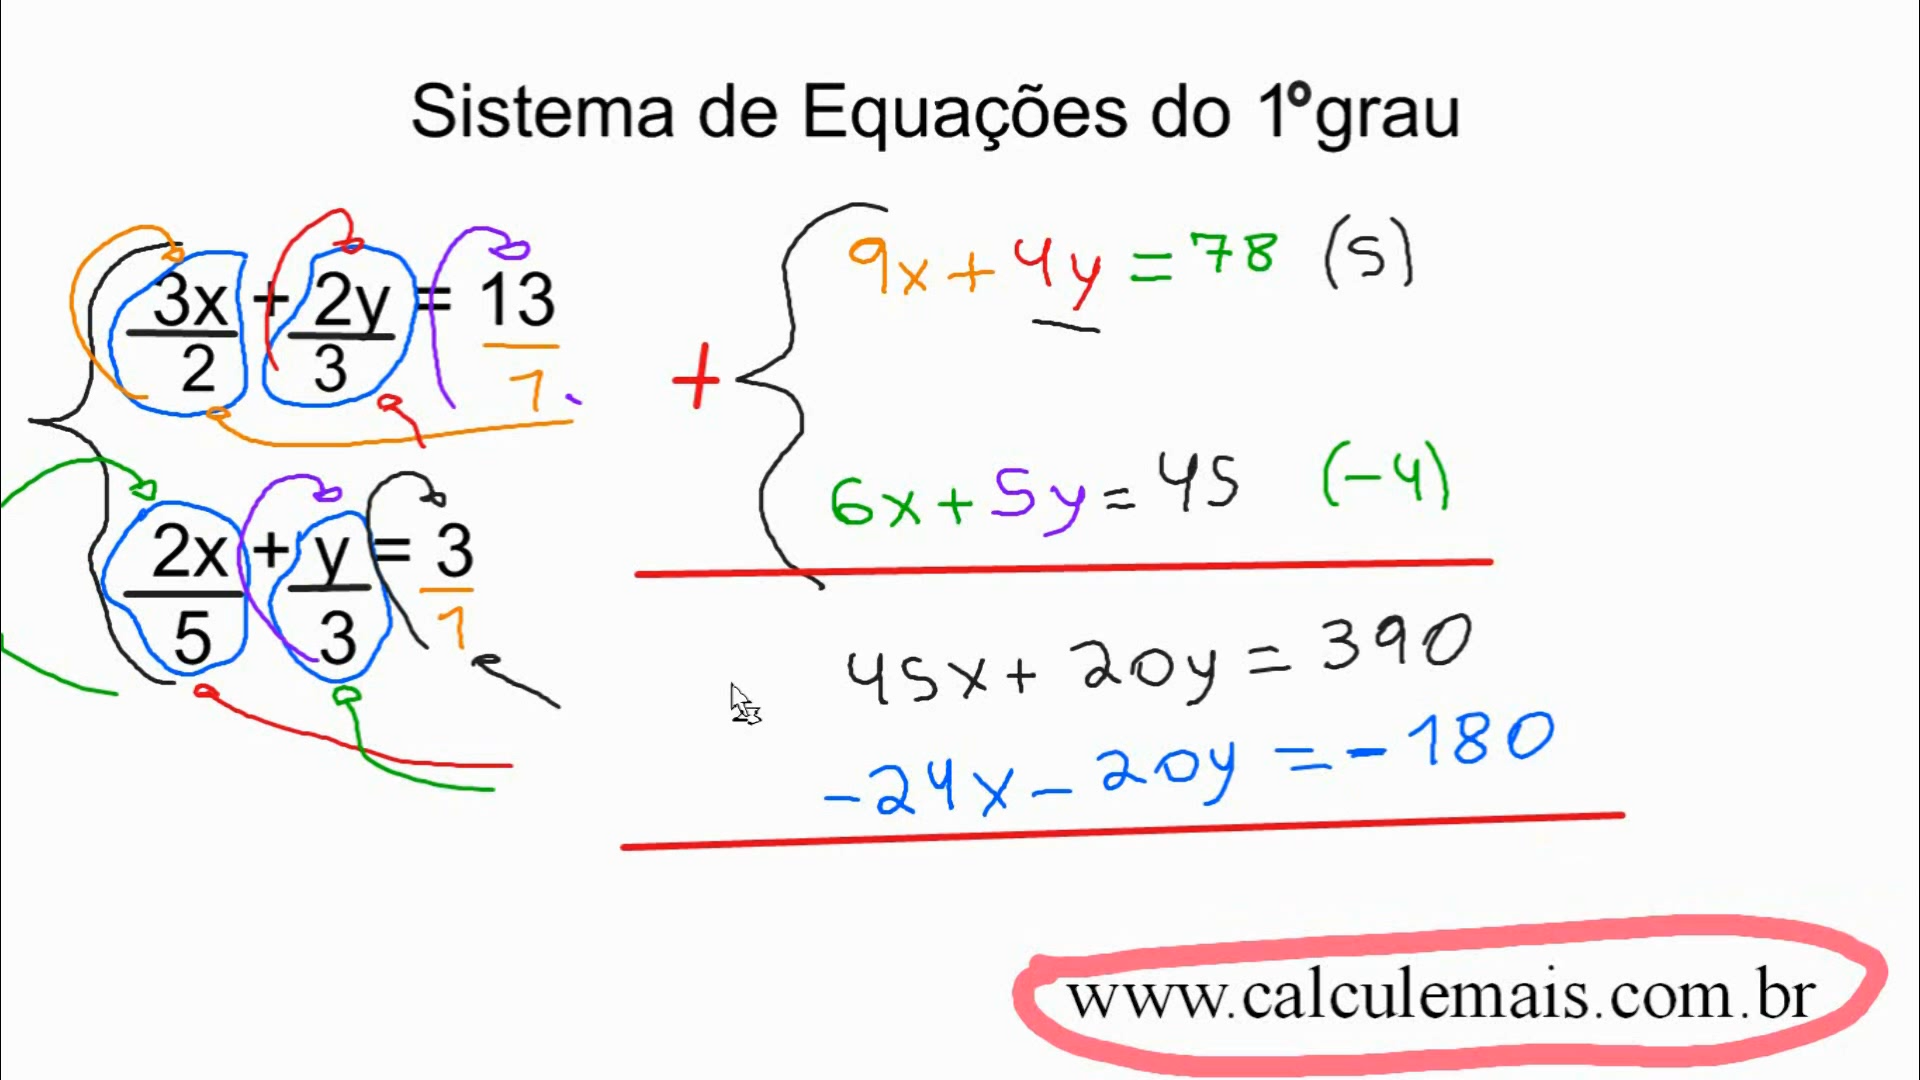 Sistema de Equações do 1ºgrau
3x + 2y = 13
2 3 1
2x + y = 3
5 3 1
+
9x + 4y = 78 (5)
6x + 5y = 45 (-4)
45x + 20y = 390
-24x - 20y = -180
www.calculemais.com.br